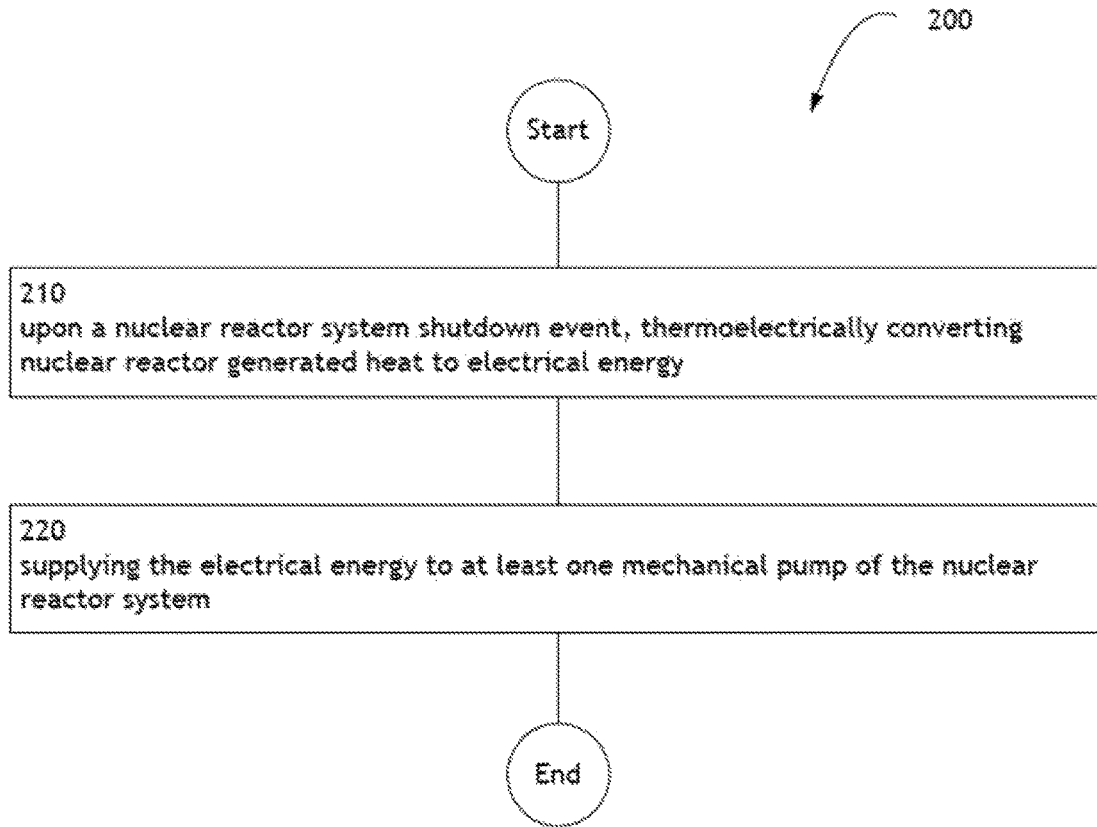 200
Start
210
upon a nuclear reactor system shutdown event, thermoelectrically converting
nuclear reactor generated heat to electrical energy
220
supplying the electrical energy to at least one mechanical pump of the nuclear
reactor system
End